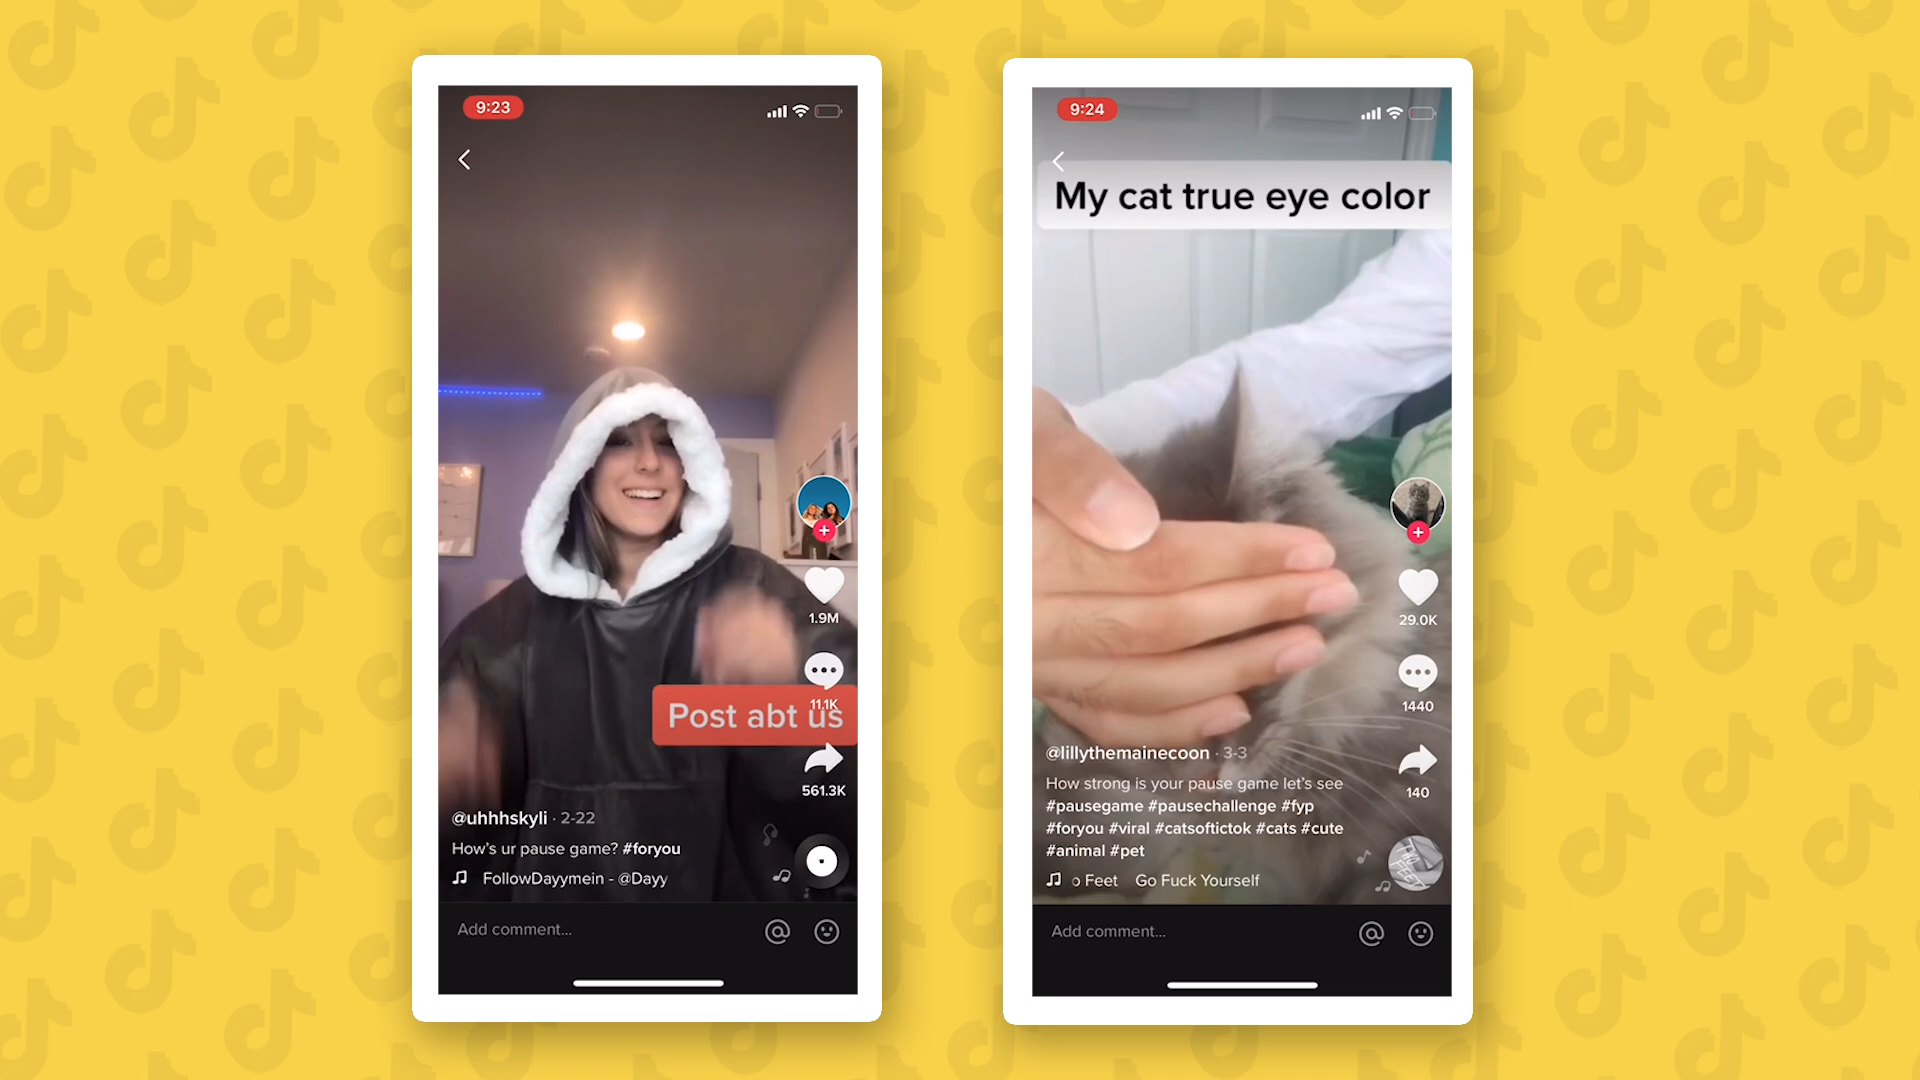 9:23
Post abt us
1.9M
11.1K
561.3K
@uhhhskyli · 2-22
How's ur pause game? #foryou
FollowDayymein - @Dayy
Add comment...
9:24
My cat true eye color
29.0K
1440
140
@lillythemainecoon · 3-3
How strong is your pause game let's see
#pausegame #pausechallenge #fyp
#foryou #viral #catsoftictok #cats #cute
#animal #pet
o Feet Go Fuck Yourself
Add comment...